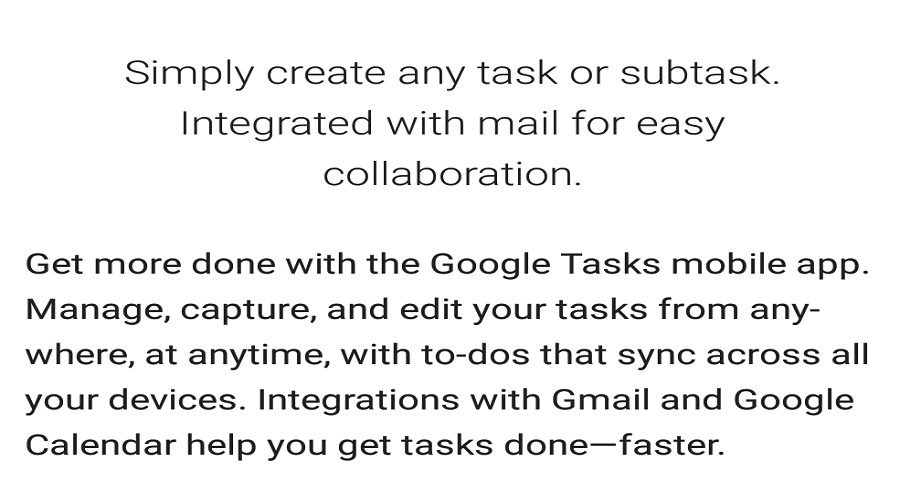 Simply create any task or subtask.
Integrated with mail for easy
collaboration.
Get more done with the Google Tasks mobile app.
Manage, capture, and edit your tasks from any-
where, at anytime, with to-dos that sync across all
your devices. Integrations with Gmail and Google
Calendar help you get tasks done—faster.